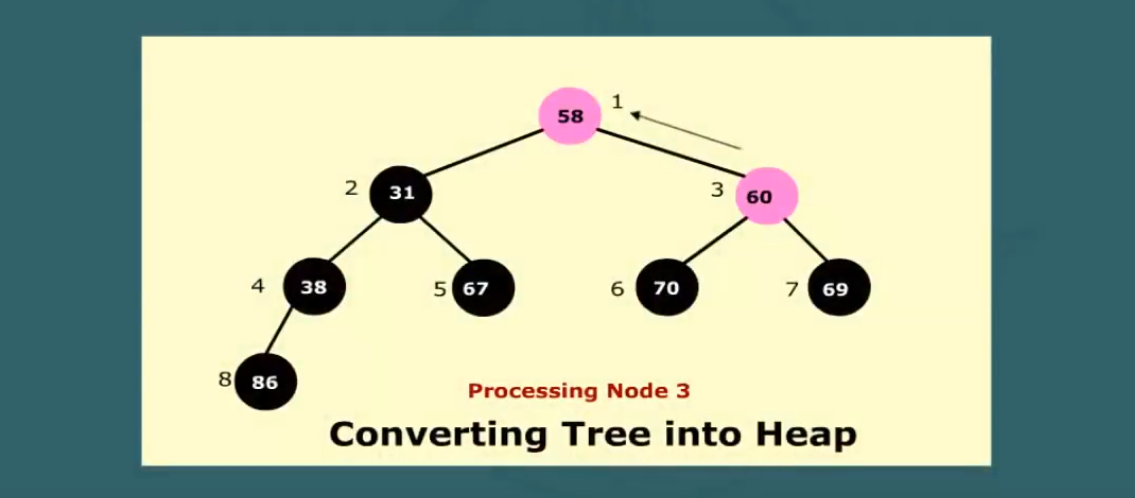 58 1
2 31 3 60
4 38 5 67 6 70 7 69
8 86
Processing Node 3
Converting Tree into Heap